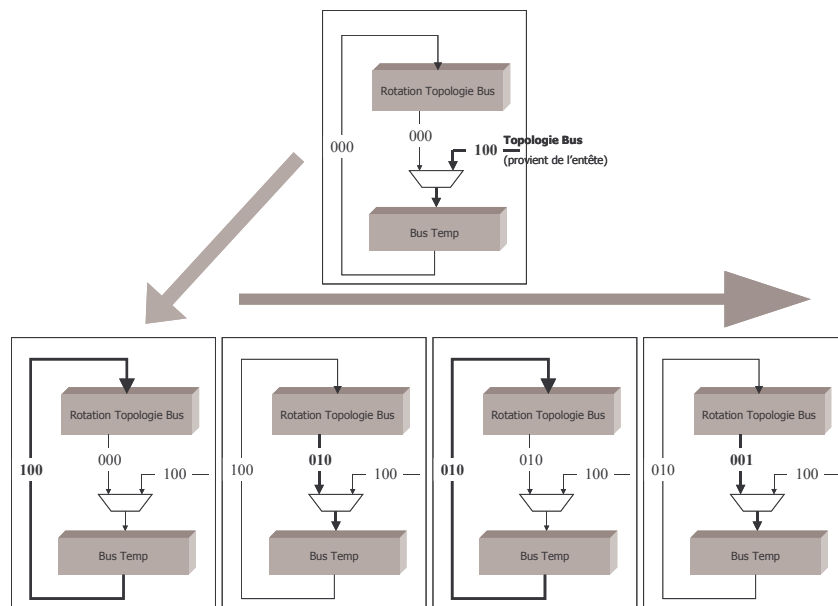 Rotation Topologie Bus
000
000
100
Topologie Bus
(provient de l'entête)
Bus Temp
Rotation Topologie Bus
100
000
100
Bus Temp
Rotation Topologie Bus
100
010
100
Bus Temp
Rotation Topologie Bus
010
010
100
Bus Temp
Rotation Topologie Bus
010
001
100
Bus Temp